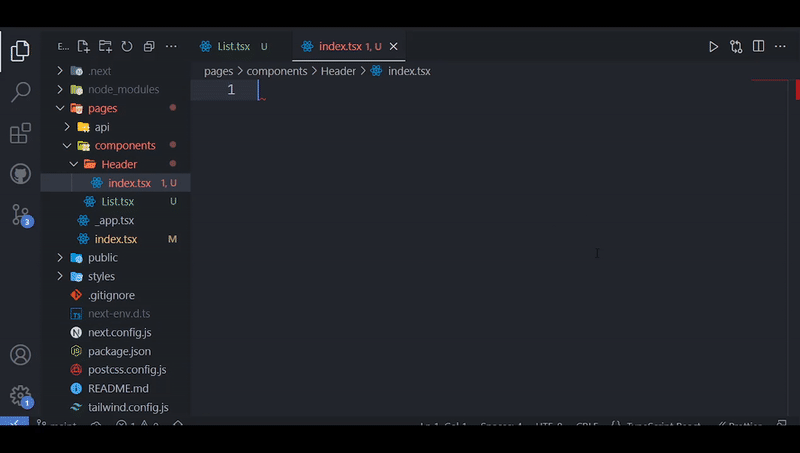 E... List.tsx U index.tsx 1, U
pages > components > Header > index.tsx
1
.next
node_modules
pages
api
components
Header
index.tsx 1, U
List.tsx U
_app.tsx
index.tsx M
public
styles
.gitignore
next-env.d.ts
next.config.js
package.json
postcss.config.js
README.md
tailwind.config.js
3
1